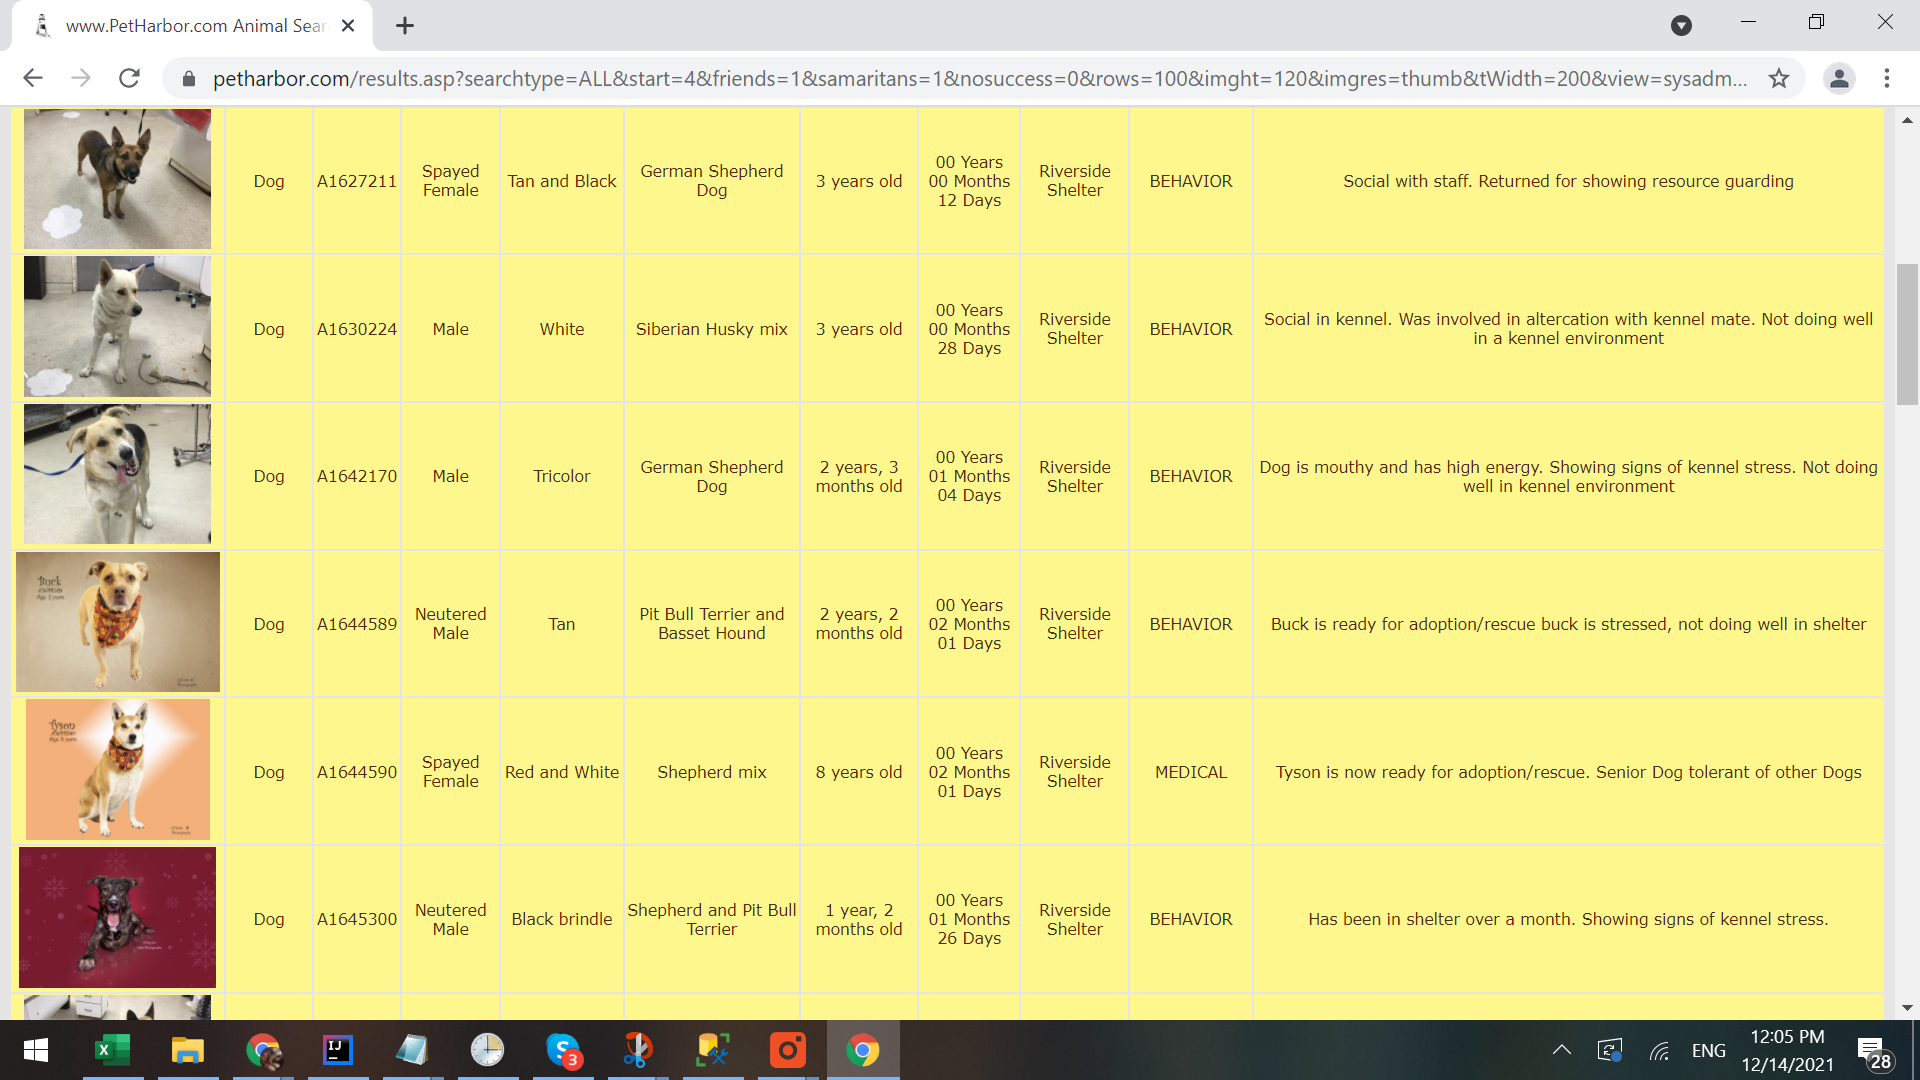 www.PetHarbor.com Animal Sear
petharbor.com/results.asp?searchtype=ALL&start=4&friends=1&samaritans=1&nosuccess=0&rows=100&imght=120&imgres=thumb&tWidth=200&view=sysadm...
Dog
A1627211
Spayed
Female
Tan and Black
German Shepherd
Dog
3 years old
00 Years
00 Months
12 Days
Riverside
Shelter
BEHAVIOR
Social with staff. Returned for showing resource guarding
Dog
A1630224
Male
White
Siberian Husky mix
3 years old
00 Years
00 Months
28 Days
Riverside
Shelter
BEHAVIOR
Social in kennel. Was involved in altercation with kennel mate. Not doing well
in a kennel environment
Dog
A1642170
Male
Tricolor
German Shepherd
Dog
2 years, 3
months old
00 Years
01 Months
04 Days
Riverside
Shelter
BEHAVIOR
Dog is mouthy and has high energy. Showing signs of kennel stress. Not doing
well in kennel environment
Buck
Dog
A1644589
Neutered
Male
Tan
Pit Bull Terrier and
Basset Hound
2 years, 2
months old
00 Years
02 Months
01 Days
Riverside
Shelter
BEHAVIOR
Buck is ready for adoption/rescue buck is stressed, not doing well in shelter
Tyson
Dog
A1644590
Spayed
Female
Red and White
Shepherd mix
8 years old
00 Years
02 Months
01 Days
Riverside
Shelter
MEDICAL
Tyson is now ready for adoption/rescue. Senior Dog tolerant of other Dogs
Dog
A1645300
Neutered
Male
Black brindle
Shepherd and Pit Bull
Terrier
1 year, 2
months old
00 Years
01 Months
26 Days
Riverside
Shelter
BEHAVIOR
Has been in shelter over a month. Showing signs of kennel stress.
X
IJ
S
3
ENG
12:05 PM
12/14/2021
28